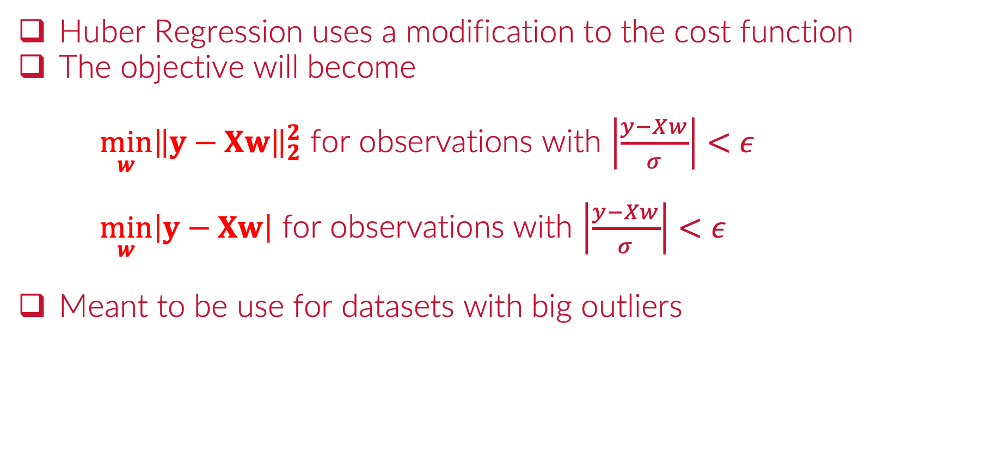 ❑ Huber Regression uses a modification to the cost function
❑ The objective will become
$\min_{\boldsymbol{w}} \|\mathbf{y} - \mathbf{Xw}\|_2^2$ for observations with $\left|\frac{y-Xw}{\sigma}\right| < \epsilon$
$\min_{\boldsymbol{w}} |\mathbf{y} - \mathbf{Xw}|$ for observations with $\left|\frac{y-Xw}{\sigma}\right| < \epsilon$
❑ Meant to be use for datasets with big outliers